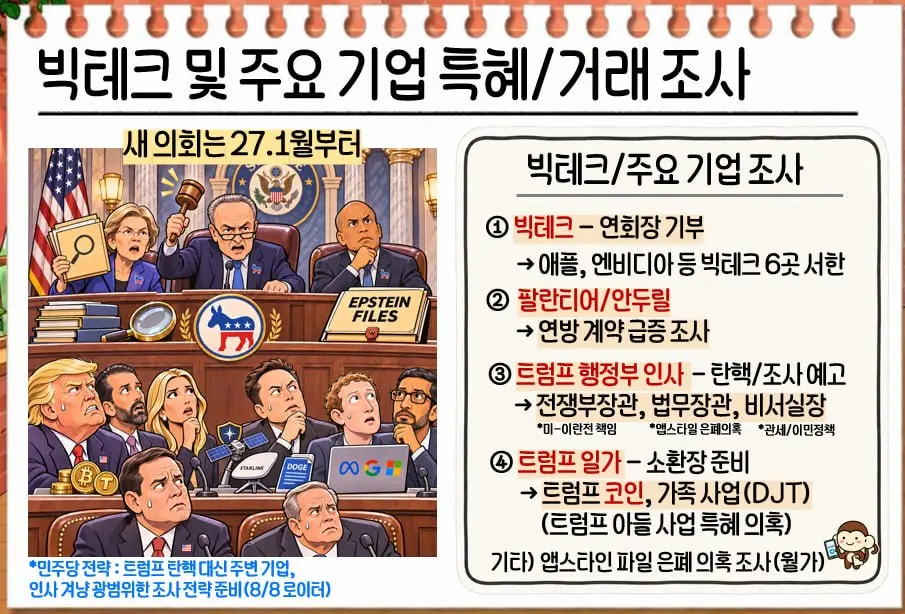 빅테크 및 주요 기업 특혜/거래 조사
새 의회는 27.1월부터
EPSTEIN
FILES
STARLINK
DOGE
*민주당 전략 : 트럼프 탄핵 대신 주변 기업,
인사 겨냥 광범위한 조사 전략 준비(8/8 로이터)
빅테크/주요 기업 조사
① 빅테크 - 연회장 기부
→ 애플, 엔비디아 등 빅테크 6곳 서한
② 팔란티어/안두릴
→ 연방 계약 급증 조사
③ 트럼프 행정부 인사 - 탄핵/조사 예고
→ 전쟁부장관, 법무장관, 비서실장
*미-이란전 책임 *앱스타일 은폐의혹 *관세/이민정책
④ 트럼프 일가 - 소환장 준비
→ 트럼프 코인, 가족 사업(DJT)
(트럼프 아들 사업 특혜 의혹)
기타) 앱스타인 파일 은폐 의혹 조사(월가)